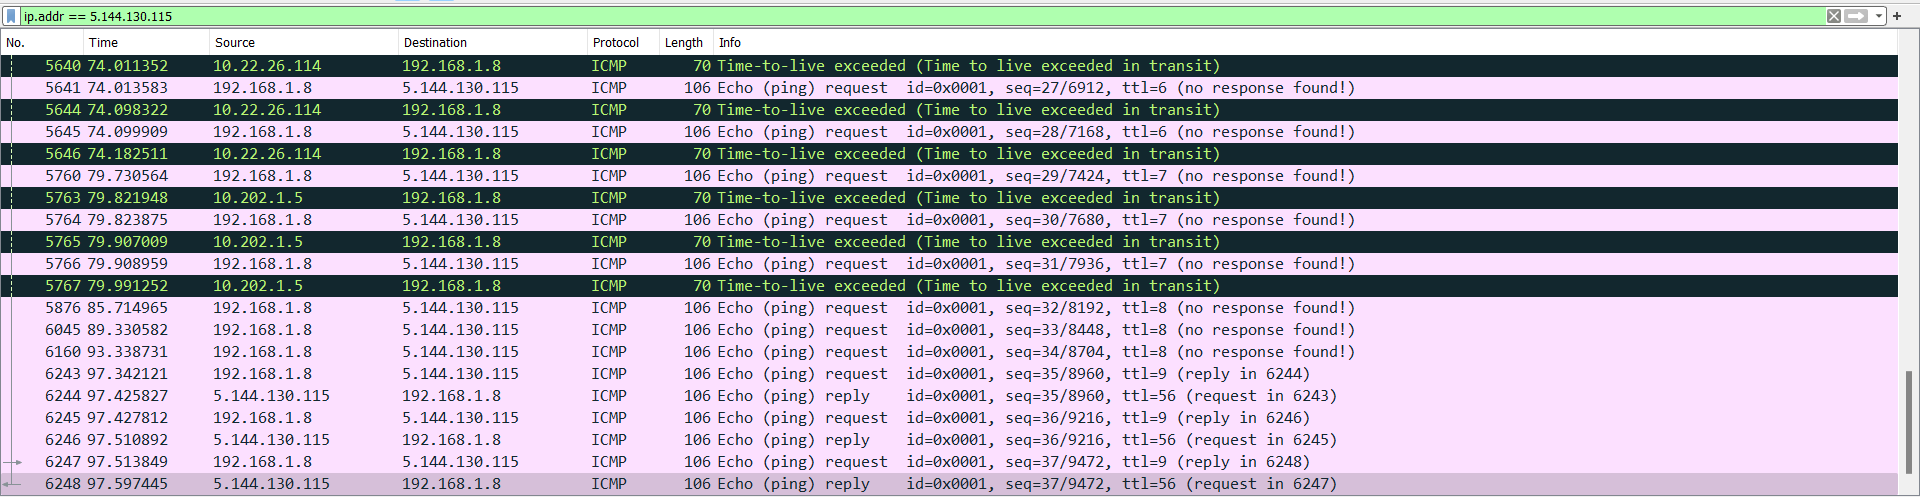 ip.addr == 5.144.130.115
No. Time Source Destination Protocol Length Info
5640 74.011352 10.22.26.114 192.168.1.8 ICMP 70 Time-to-live exceeded (Time to live exceeded in transit)
5641 74.013583 192.168.1.8 5.144.130.115 ICMP 106 Echo (ping) request id=0x0001, seq=27/6912, ttl=6 (no response found!)
5644 74.098322 10.22.26.114 192.168.1.8 ICMP 70 Time-to-live exceeded (Time to live exceeded in transit)
5645 74.099909 192.168.1.8 5.144.130.115 ICMP 106 Echo (ping) request id=0x0001, seq=28/7168, ttl=6 (no response found!)
5646 74.182511 10.22.26.114 192.168.1.8 ICMP 70 Time-to-live exceeded (Time to live exceeded in transit)
5760 79.730564 192.168.1.8 5.144.130.115 ICMP 106 Echo (ping) request id=0x0001, seq=29/7424, ttl=7 (no response found!)
5763 79.821948 10.202.1.5 192.168.1.8 ICMP 70 Time-to-live exceeded (Time to live exceeded in transit)
5764 79.823875 192.168.1.8 5.144.130.115 ICMP 106 Echo (ping) request id=0x0001, seq=30/7680, ttl=7 (no response found!)
5765 79.907009 10.202.1.5 192.168.1.8 ICMP 70 Time-to-live exceeded (Time to live exceeded in transit)
5766 79.908959 192.168.1.8 5.144.130.115 ICMP 106 Echo (ping) request id=0x0001, seq=31/7936, ttl=7 (no response found!)
5767 79.991252 10.202.1.5 192.168.1.8 ICMP 70 Time-to-live exceeded (Time to live exceeded in transit)
5876 85.714965 192.168.1.8 5.144.130.115 ICMP 106 Echo (ping) request id=0x0001, seq=32/8192, ttl=8 (no response found!)
6045 89.330582 192.168.1.8 5.144.130.115 ICMP 106 Echo (ping) request id=0x0001, seq=33/8448, ttl=8 (no response found!)
6160 93.338731 192.168.1.8 5.144.130.115 ICMP 106 Echo (ping) request id=0x0001, seq=34/8704, ttl=8 (no response found!)
6243 97.342121 192.168.1.8 5.144.130.115 ICMP 106 Echo (ping) request id=0x0001, seq=35/8960, ttl=9 (reply in 6244)
6244 97.425827 5.144.130.115 192.168.1.8 ICMP 106 Echo (ping) reply id=0x0001, seq=35/8960, ttl=56 (request in 6243)
6245 97.427812 192.168.1.8 5.144.130.115 ICMP 106 Echo (ping) request id=0x0001, seq=36/9216, ttl=9 (reply in 6246)
6246 97.510892 5.144.130.115 192.168.1.8 ICMP 106 Echo (ping) reply id=0x0001, seq=36/9216, ttl=56 (request in 6245)
6247 97.513849 192.168.1.8 5.144.130.115 ICMP 106 Echo (ping) request id=0x0001, seq=37/9472, ttl=9 (reply in 6248)
6248 97.597445 5.144.130.115 192.168.1.8 ICMP 106 Echo (ping) reply id=0x0001, seq=37/9472, ttl=56 (request in 6247)